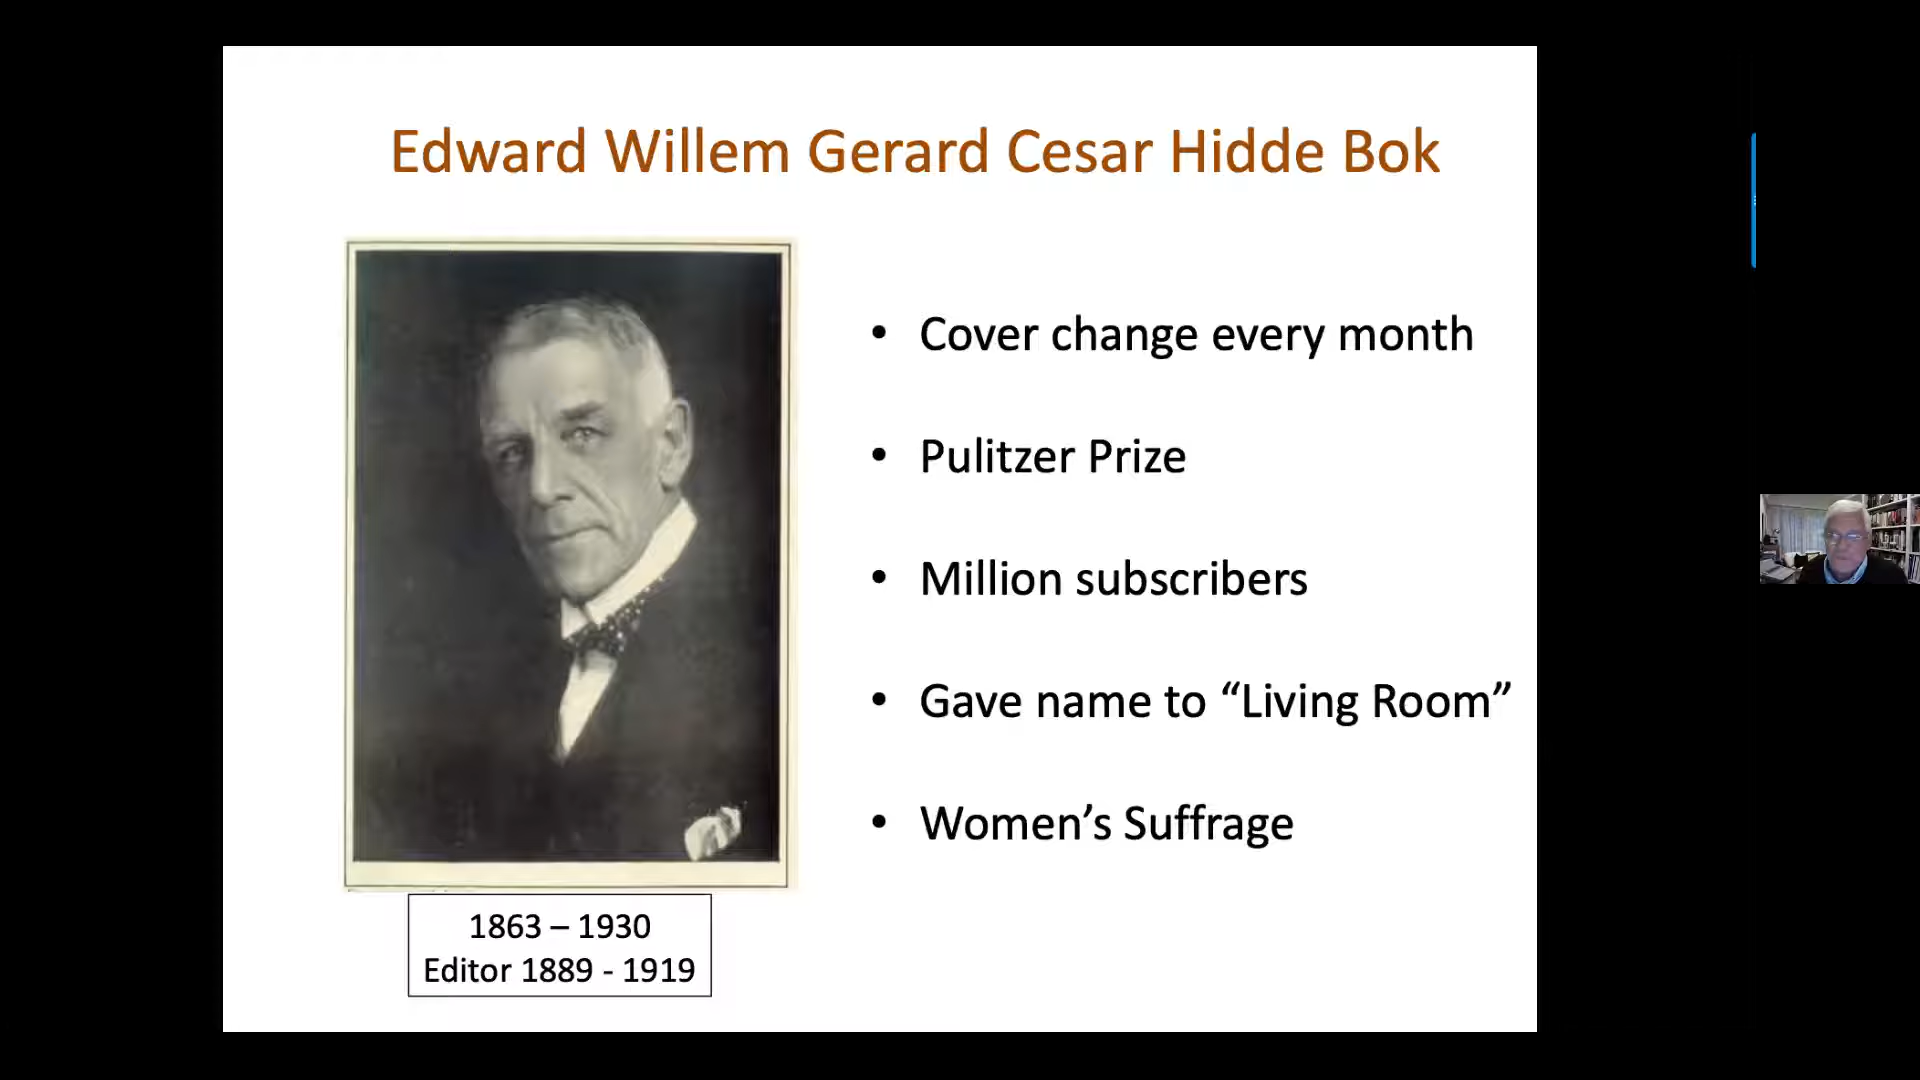 Edward Willem Gerard Cesar Hidde Bok
• Cover change every month
• Pulitzer Prize
• Million subscribers
• Gave name to “Living Room”
• Women’s Suffrage
1863 – 1930
Editor 1889 - 1919